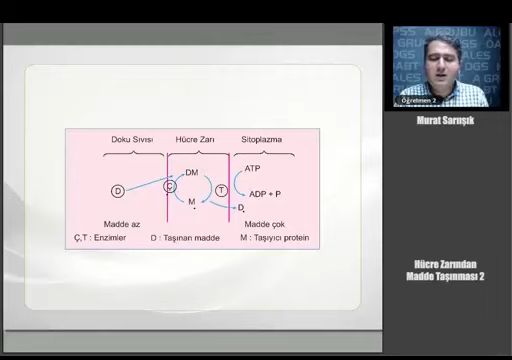 Doku Sıvısı Hücre Zarı Sitoplazma
DM
ATP
D
Ç
T
ADP + P
M
D
Madde az Madde çok
Ç,T : Enzimler D : Taşınan madde M : Taşıyıcı protein
Öğretmen 2
Murat Sarıışık
Hücre Zarından
Madde Taşınması 2